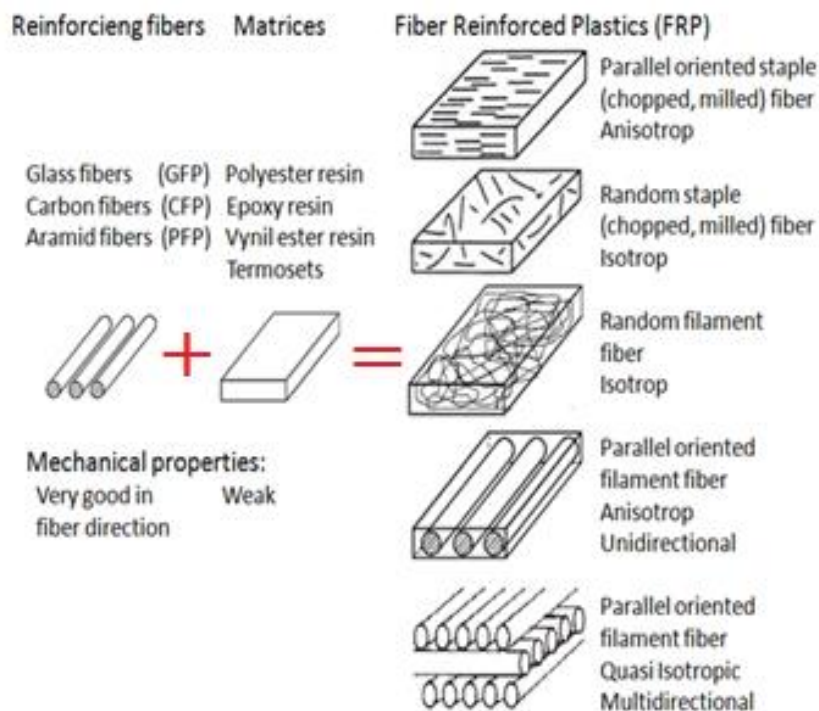 Reinforcieng fibers Matrices Fiber Reinforced Plastics (FRP)
Parallel oriented staple
(chopped, milled) fiber
Anisotrop
Glass fibers (GFP) Polyester resin
Carbon fibers (CFP) Epoxy resin
Aramid fibers (PFP) Vynil ester resin
Termosets
Random staple
(chopped, milled) fiber
Isotrop
+ =
Random filament
fiber
Isotrop
Mechanical properties:
Very good in Weak
fiber direction
Parallel oriented
filament fiber
Anisotrop
Unidirectional
Parallel oriented
filament fiber
Quasi Isotropic
Multidirectional